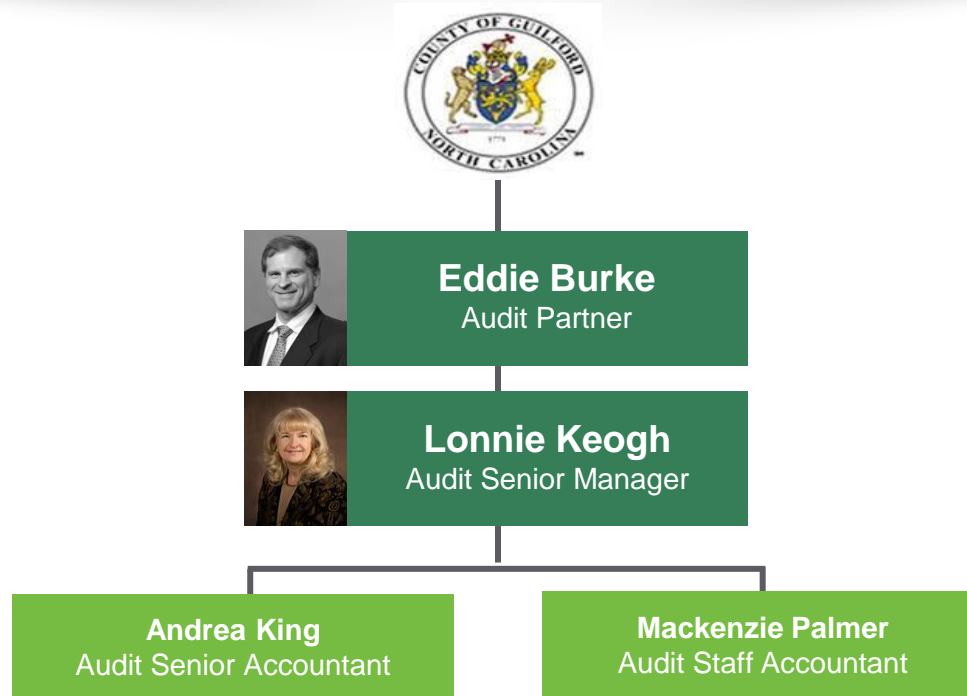 COUNTY OF GUILFORD
NORTH CAROLINA
Eddie Burke
Audit Partner
Lonnie Keogh
Audit Senior Manager
Andrea King
Audit Senior Accountant
Mackenzie Palmer
Audit Staff Accountant